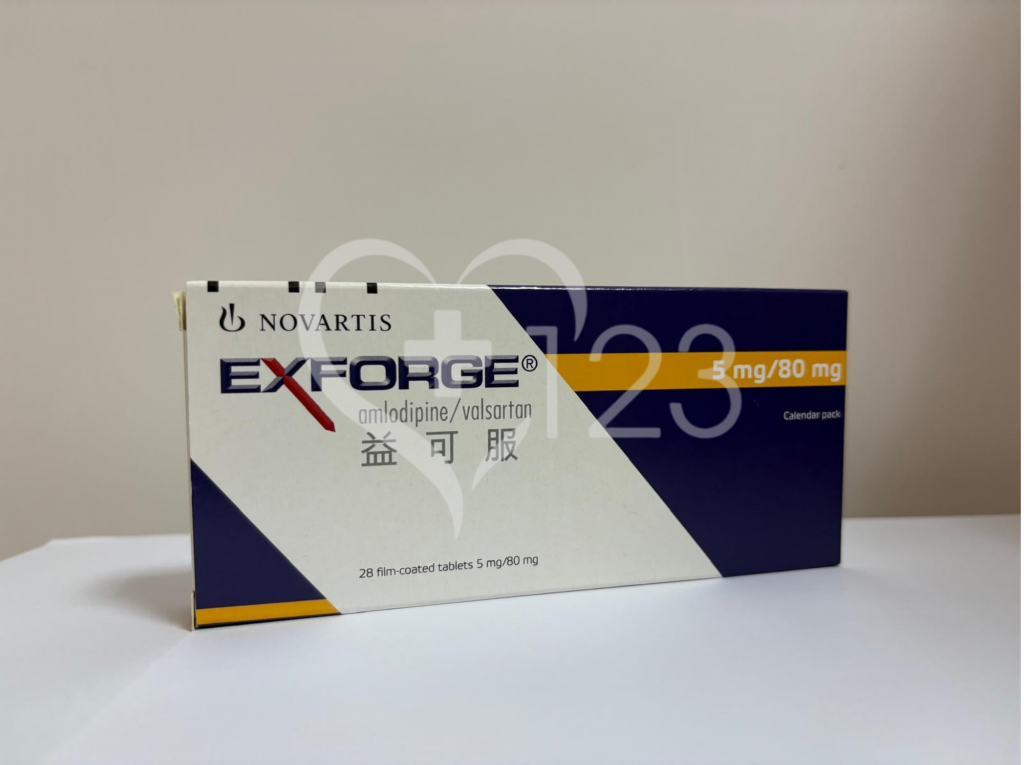 NOVARTIS
EXFORGE®
amlodipine/valsartan
益可服
28 film-coated tablets 5 mg/80 mg
5 mg/80 mg
Calendar pack
123